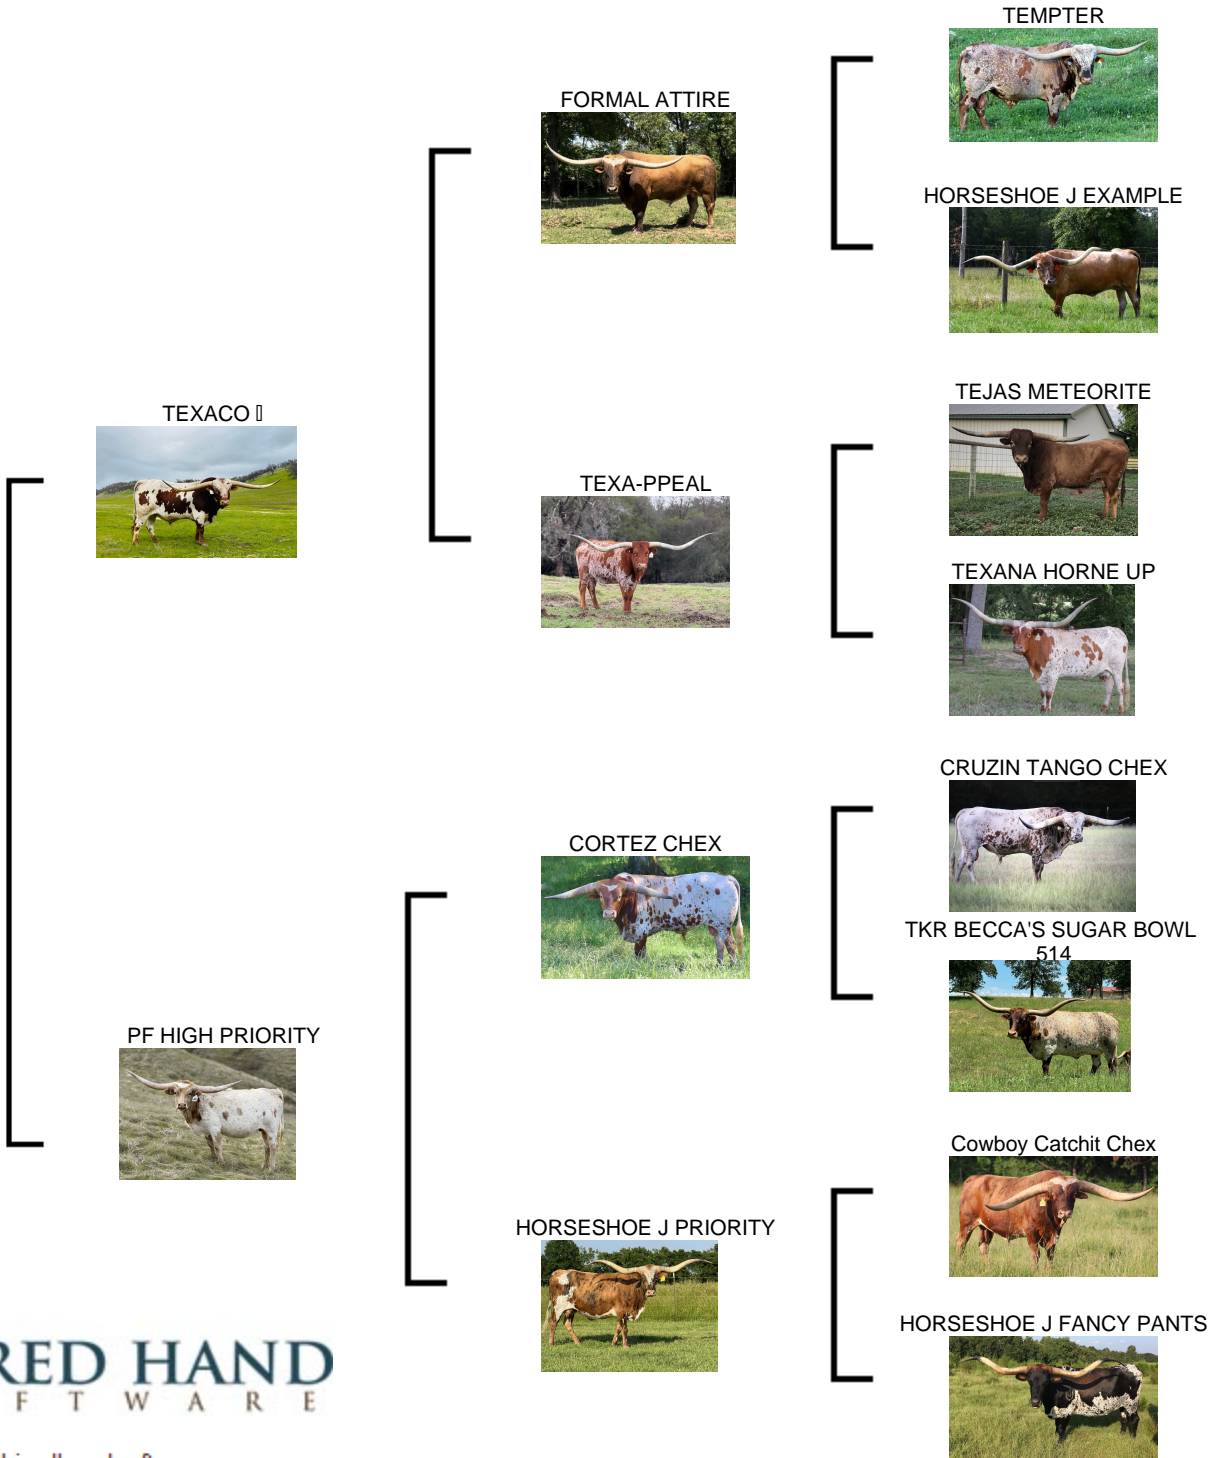 TEMPTER
FORMAL ATTIRE
HORSESHOE J EXAMPLE
TEJAS METEORITE
TEXACO
TEXA-PPEAL
TEXANA HORNE UP
CRUZIN TANGO CHEX
CORTEZ CHEX
TKR BECCA'S SUGAR BOWL
514
PF HIGH PRIORITY
Cowboy Catchit Chex
HORSESHOE J PRIORITY
HORSESHOE J FANCY PANTS
RED HAND
F T W A R E